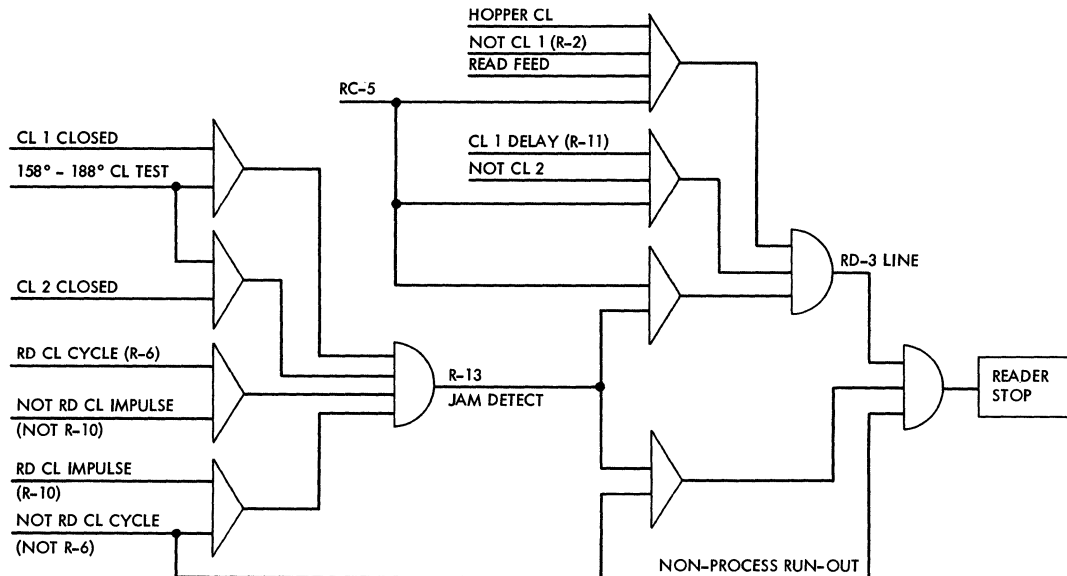 HOPPER CL
NOT CL 1 (R-2)
READ FEED
RC-5
CL 1 CLOSED
158° - 188° CL TEST
CL 1 DELAY (R-11)
NOT CL 2
CL 2 CLOSED
RD-3 LINE
RD CL CYCLE (R-6)
NOT RD CL IMPULSE
(NOT R-10)
R-13
JAM DETECT
READER
STOP
RD CL IMPULSE
(R-10)
NOT RD CL CYCLE
(NOT R-6)
NON-PROCESS RUN-OUT